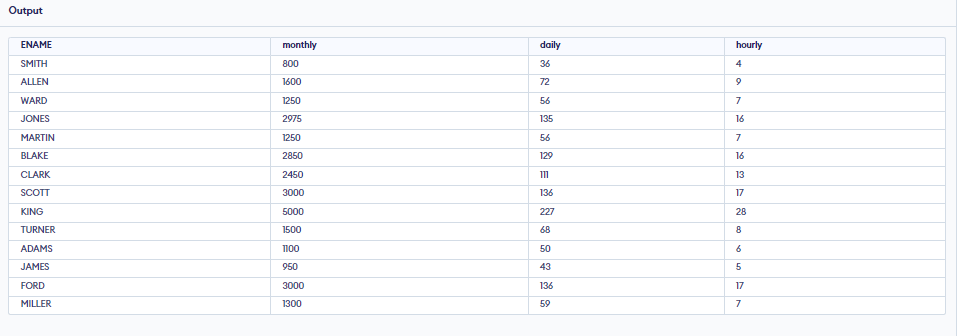 Output
ENAME monthly daily hourly
SMITH 800 36 4
ALLEN 1600 72 9
WARD 1250 56 7
JONES 2975 135 16
MARTIN 1250 56 7
BLAKE 2850 129 16
CLARK 2450 111 13
SCOTT 3000 136 17
KING 5000 227 28
TURNER 1500 68 8
ADAMS 1100 50 6
JAMES 950 43 5
FORD 3000 136 17
MILLER 1300 59 7